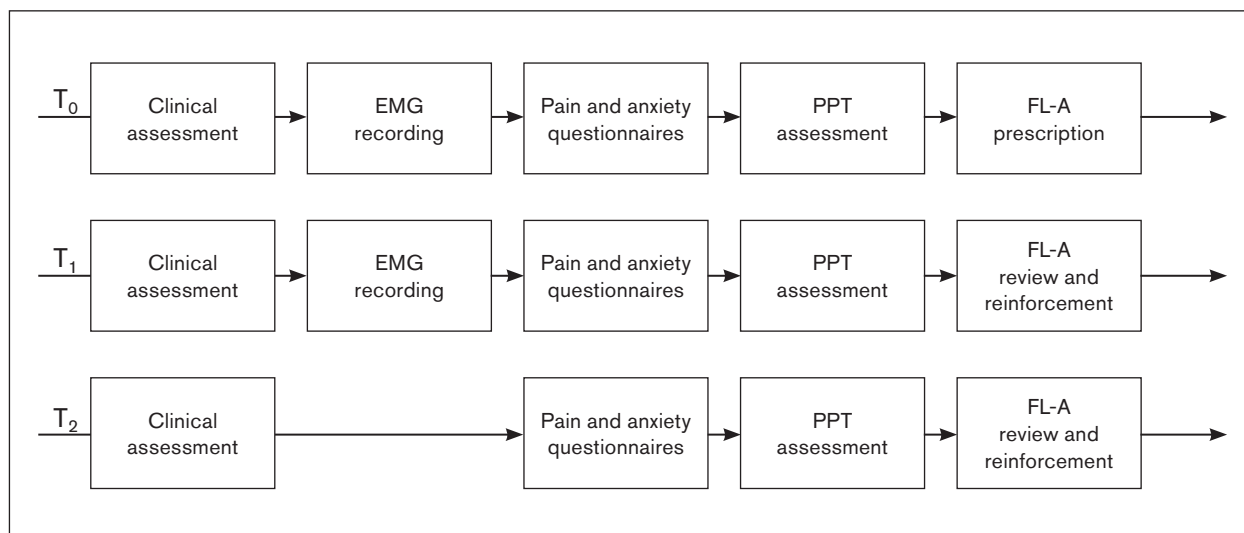 T₀
Clinical
assessment
EMG
recording
Pain and anxiety
questionnaires
PPT
assessment
FL-A
prescription
T₁
Clinical
assessment
EMG
recording
Pain and anxiety
questionnaires
PPT
assessment
FL-A
review and
reinforcement
T₂
Clinical
assessment
Pain and anxiety
questionnaires
PPT
assessment
FL-A
review and
reinforcement